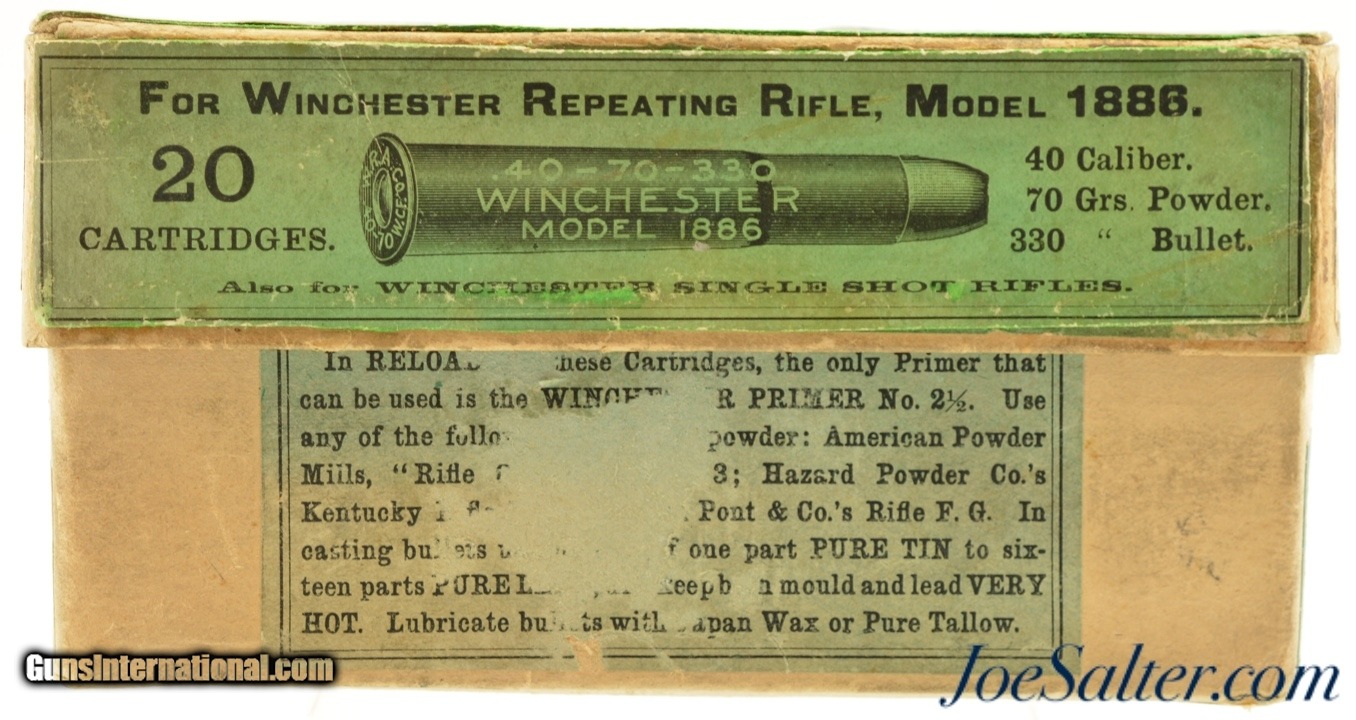 FOR WINCHESTER REPEATING RIFLE, MODEL 1886.
20
CARTRIDGES.
W.R.A. CO. 40-70 W.C.F.
.40-70-330
WINCHESTER
MODEL 1886
40 Caliber.
70 Grs. Powder.
330 “ Bullet.
Also for WINCHESTER SINGLE SHOT RIFLES.
In Cartridges, the only Primer that
can be used is the PRIMER No. 2½. Use
any of the powder: American Powder
Mills, “Rifle 3; Hazard Powder Co.'s
Kentucky Pont & Co.'s Rifle F. G. In
casting one part PURE TIN to six-
teen parts mould and lead VERY
HOT. Lubricate with Wax or Pure Tallow.
GunsInternational.com
JoeSalter.com